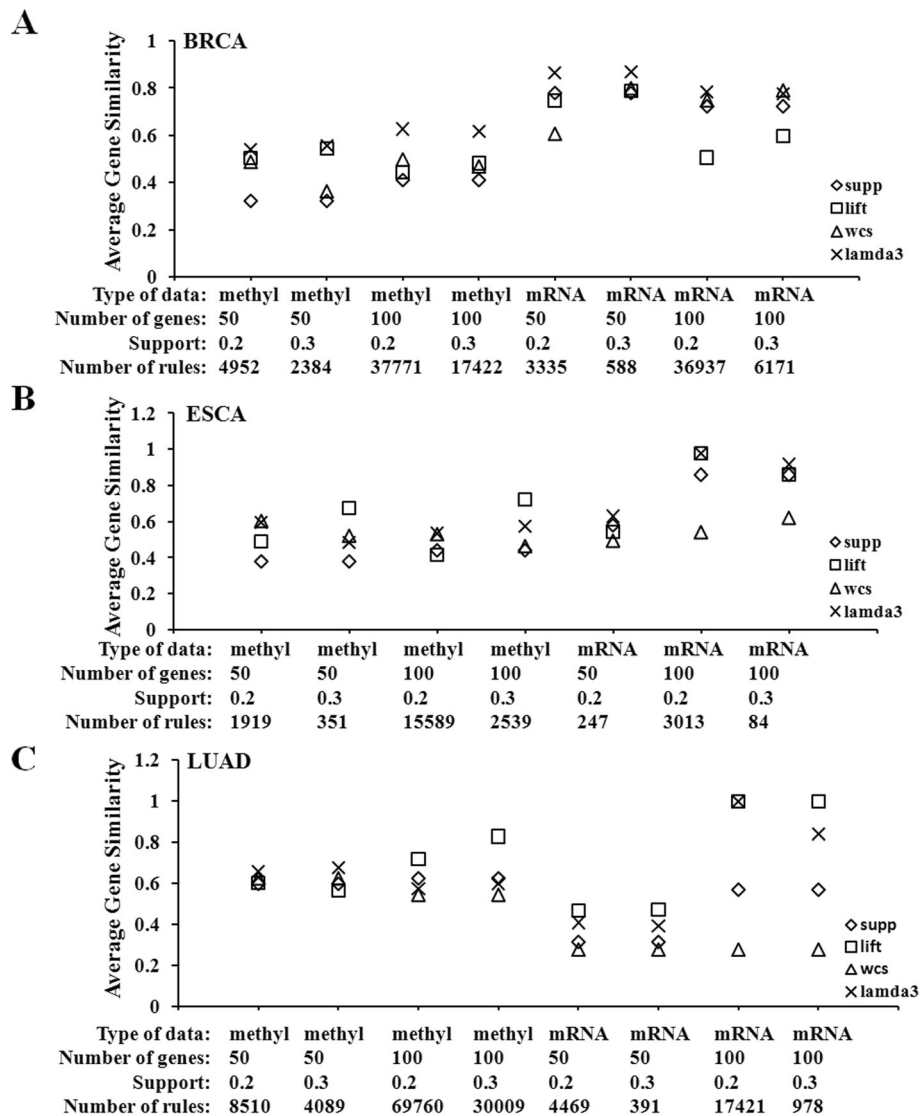 A
BRCA
Average Gene Similarity
1
0.8
0.6
0.4
0.2
0
supp
lift
wcs
lamda3
Type of data: methyl methyl methyl methyl mRNA mRNA mRNA mRNA
Number of genes: 50 50 100 100 50 50 100 100
Support: 0.2 0.3 0.2 0.3 0.2 0.3 0.2 0.3
Number of rules: 4952 2384 37771 17422 3335 588 36937 6171
B
ESCA
Average Gene Similarity
1.2
1
0.8
0.6
0.4
0.2
0
supp
lift
wcs
lamda3
Type of data: methyl methyl methyl methyl mRNA mRNA mRNA
Number of genes: 50 50 100 100 50 100 100
Support: 0.2 0.3 0.2 0.3 0.2 0.2 0.3
Number of rules: 1919 351 15589 2539 247 3013 84
C
LUAD
Average Gene Similarity
1.2
1
0.8
0.6
0.4
0.2
0
supp
lift
wcs
lamda3
Type of data: methyl methyl methyl methyl mRNA mRNA mRNA mRNA
Number of genes: 50 50 100 100 50 50 100 100
Support: 0.2 0.3 0.2 0.3 0.2 0.3 0.2 0.3
Number of rules: 8510 4089 69760 30009 4469 391 17421 978